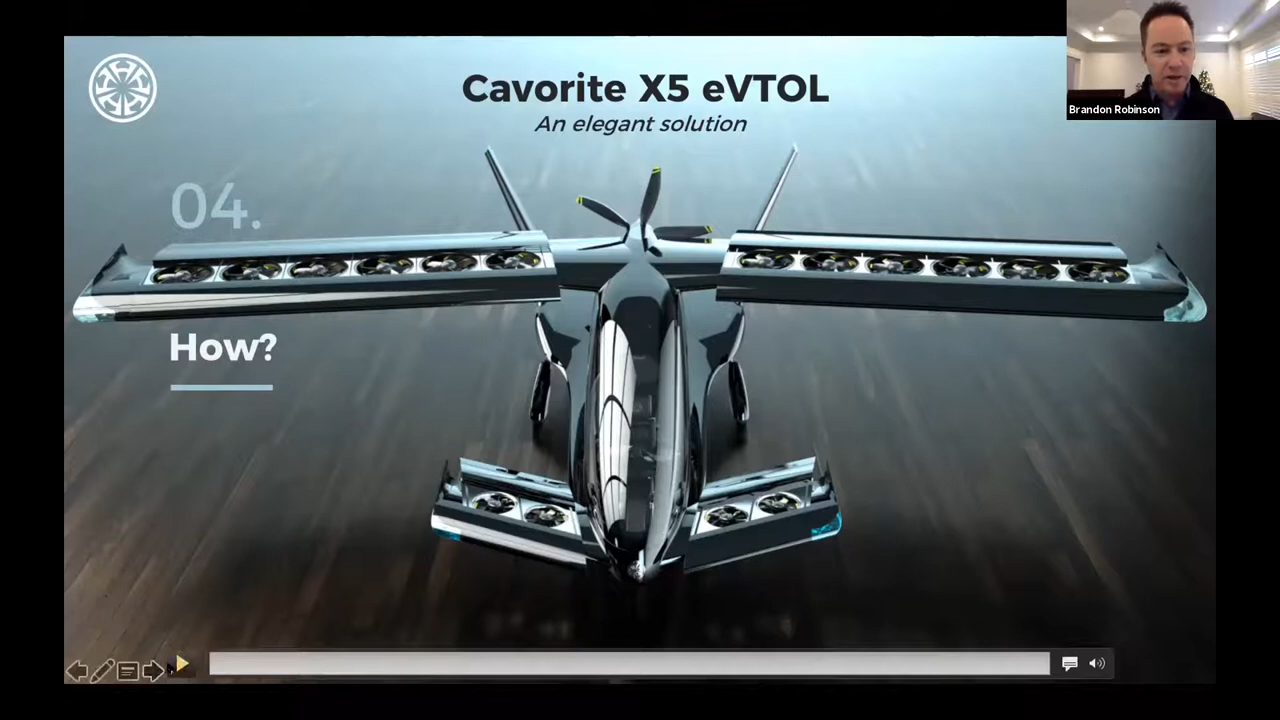 Cavorite X5 eVTOL
An elegant solution
Brandon Robinson
04.
How?